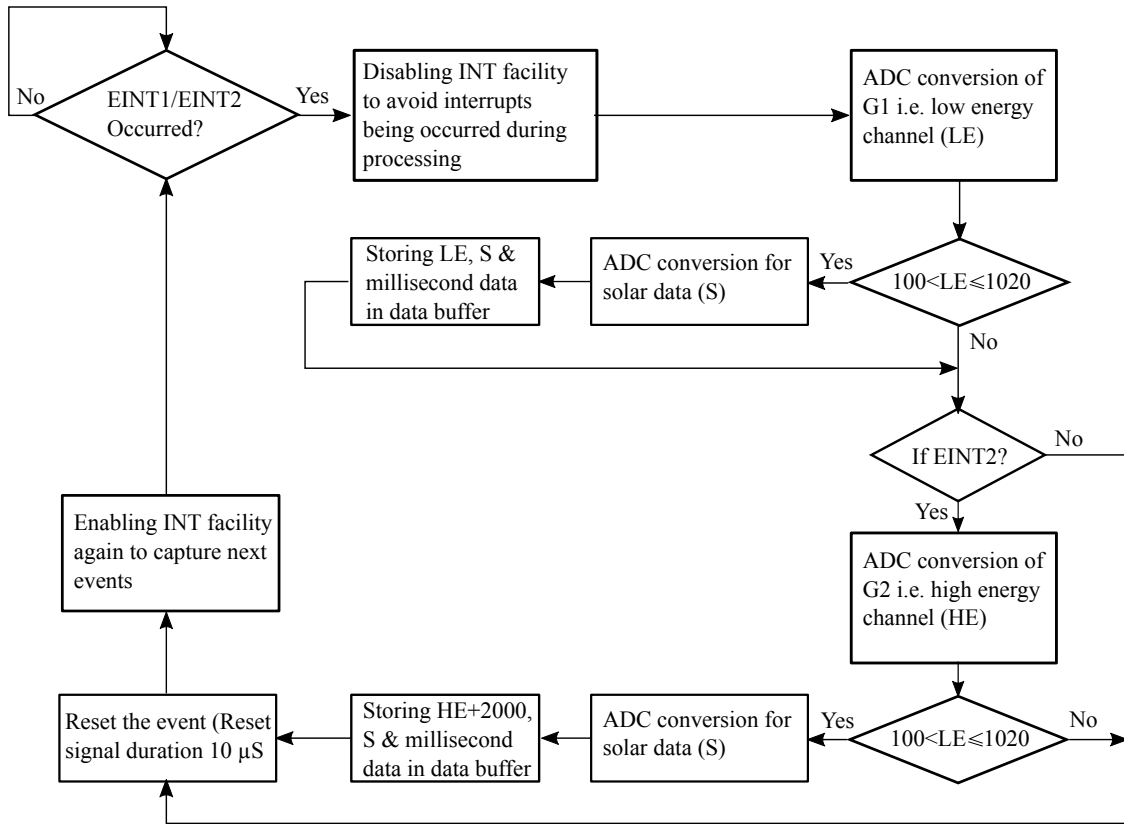 No
EINT1/EINT2
Occurred?
Yes
Disabling INT facility
to avoid interrupts
being occurred during
processing
ADC conversion of
G1 i.e. low energy
channel (LE)
Storing LE, S &
millisecond data
in data buffer
ADC conversion for
solar data (S)
Yes
100<LE⩽1020
No
If EINT2?
No
Yes
Enabling INT facility
again to capture next
events
ADC conversion of
G2 i.e. high energy
channel (HE)
Reset the event (Reset
signal duration 10 µS
Storing HE+2000,
S & millisecond
data in data buffer
ADC conversion for
solar data (S)
Yes
100<LE⩽1020
No